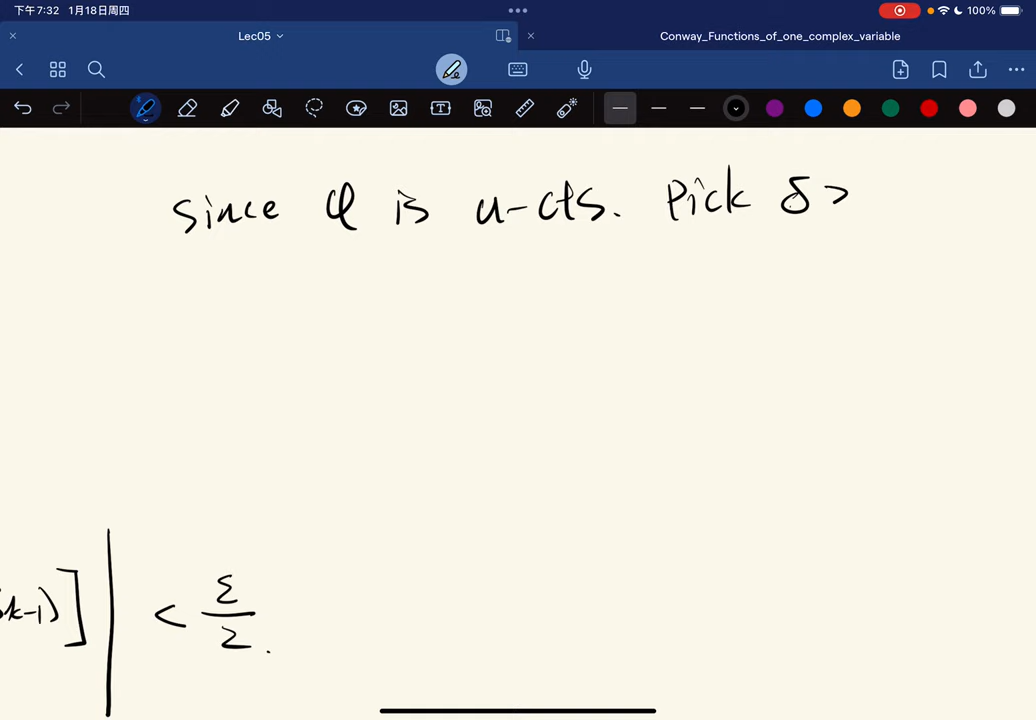 下午7:32 1月18日周四
100%
Lec05
Conway_Functions_of_one_complex_variable
since φ is u-cts. Pick δ>
k-1)] | < ε/2.